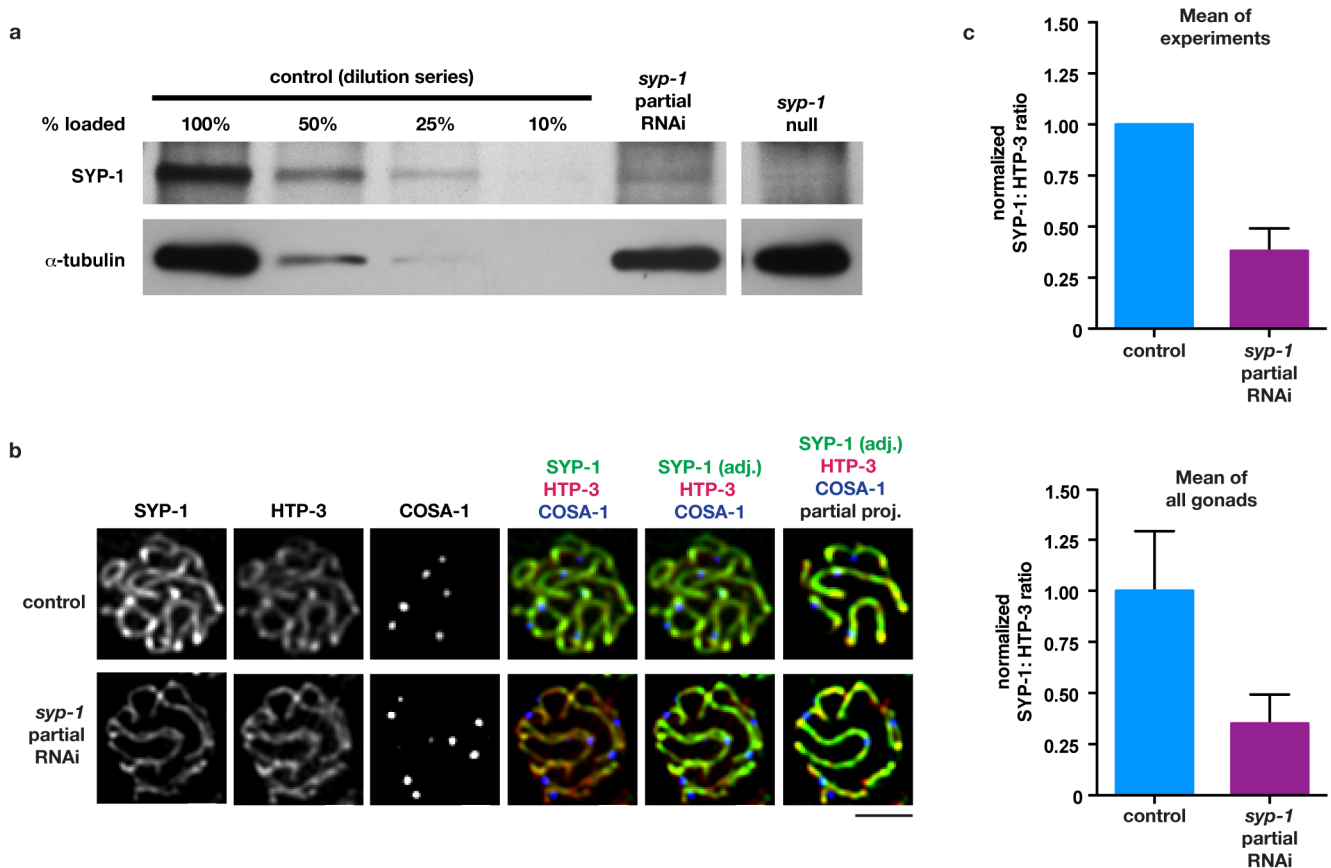 a
control (dilution series)
syp-1
partial
RNAi
syp-1
null
% loaded
100%
50%
25%
10%
SYP-1
α-tubulin
b
SYP-1
HTP-3
COSA-1
SYP-1
HTP-3
COSA-1
SYP-1 (adj.)
HTP-3
COSA-1
SYP-1 (adj.)
HTP-3
COSA-1
partial proj.
control
syp-1
partial
RNAi
c
Mean of
experiments
normalized
SYP-1: HTP-3 ratio
1.50
1.25
1.00
0.75
0.50
0.25
0
control
syp-1
partial
RNAi
Mean of
all gonads
normalized
SYP-1: HTP-3 ratio
1.50
1.25
1.00
0.75
0.50
0.25
0
control
syp-1
partial
RNAi